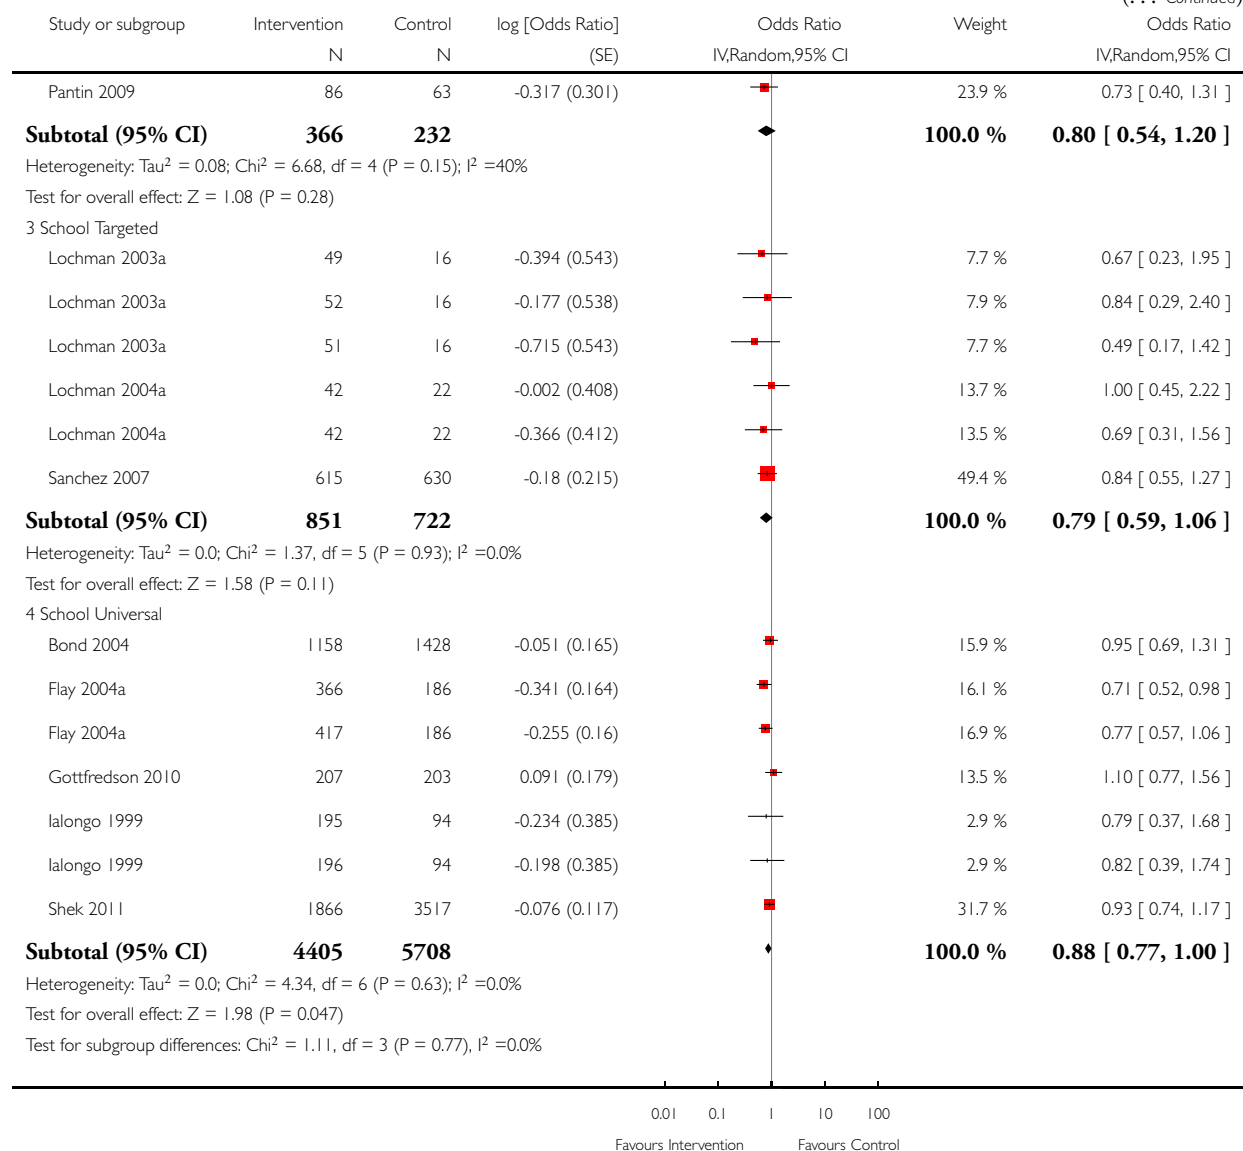 (. . . Continued)
Study or subgroup Intervention Control log [Odds Ratio] Odds Ratio Weight Odds Ratio
N N (SE) IV,Random,95% CI IV,Random,95% CI
Pantin 2009 86 63 -0.317 (0.301) 23.9 % 0.73 [ 0.40, 1.31 ]
Subtotal (95% CI) 366 232 100.0 % 0.80 [ 0.54, 1.20 ]
Heterogeneity: Tau² = 0.08; Chi² = 6.68, df = 4 (P = 0.15); I² =40%
Test for overall effect: Z = 1.08 (P = 0.28)
3 School Targeted
Lochman 2003a 49 16 -0.394 (0.543) 7.7 % 0.67 [ 0.23, 1.95 ]
Lochman 2003a 52 16 -0.177 (0.538) 7.9 % 0.84 [ 0.29, 2.40 ]
Lochman 2003a 51 16 -0.715 (0.543) 7.7 % 0.49 [ 0.17, 1.42 ]
Lochman 2004a 42 22 -0.002 (0.408) 13.7 % 1.00 [ 0.45, 2.22 ]
Lochman 2004a 42 22 -0.366 (0.412) 13.5 % 0.69 [ 0.31, 1.56 ]
Sanchez 2007 615 630 -0.18 (0.215) 49.4 % 0.84 [ 0.55, 1.27 ]
Subtotal (95% CI) 851 722 100.0 % 0.79 [ 0.59, 1.06 ]
Heterogeneity: Tau² = 0.0; Chi² = 1.37, df = 5 (P = 0.93); I² =0.0%
Test for overall effect: Z = 1.58 (P = 0.11)
4 School Universal
Bond 2004 1158 1428 -0.051 (0.165) 15.9 % 0.95 [ 0.69, 1.31 ]
Flay 2004a 366 186 -0.341 (0.164) 16.1 % 0.71 [ 0.52, 0.98 ]
Flay 2004a 417 186 -0.255 (0.16) 16.9 % 0.77 [ 0.57, 1.06 ]
Gottfredson 2010 207 203 0.091 (0.179) 13.5 % 1.10 [ 0.77, 1.56 ]
Ialongo 1999 195 94 -0.234 (0.385) 2.9 % 0.79 [ 0.37, 1.68 ]
Ialongo 1999 196 94 -0.198 (0.385) 2.9 % 0.82 [ 0.39, 1.74 ]
Shek 2011 1866 3517 -0.076 (0.117) 31.7 % 0.93 [ 0.74, 1.17 ]
Subtotal (95% CI) 4405 5708 100.0 % 0.88 [ 0.77, 1.00 ]
Heterogeneity: Tau² = 0.0; Chi² = 4.34, df = 6 (P = 0.63); I² =0.0%
Test for overall effect: Z = 1.98 (P = 0.047)
Test for subgroup differences: Chi² = 1.11, df = 3 (P = 0.77), I² =0.0%
0.01 0.1 1 10 100
Favours Intervention Favours Control